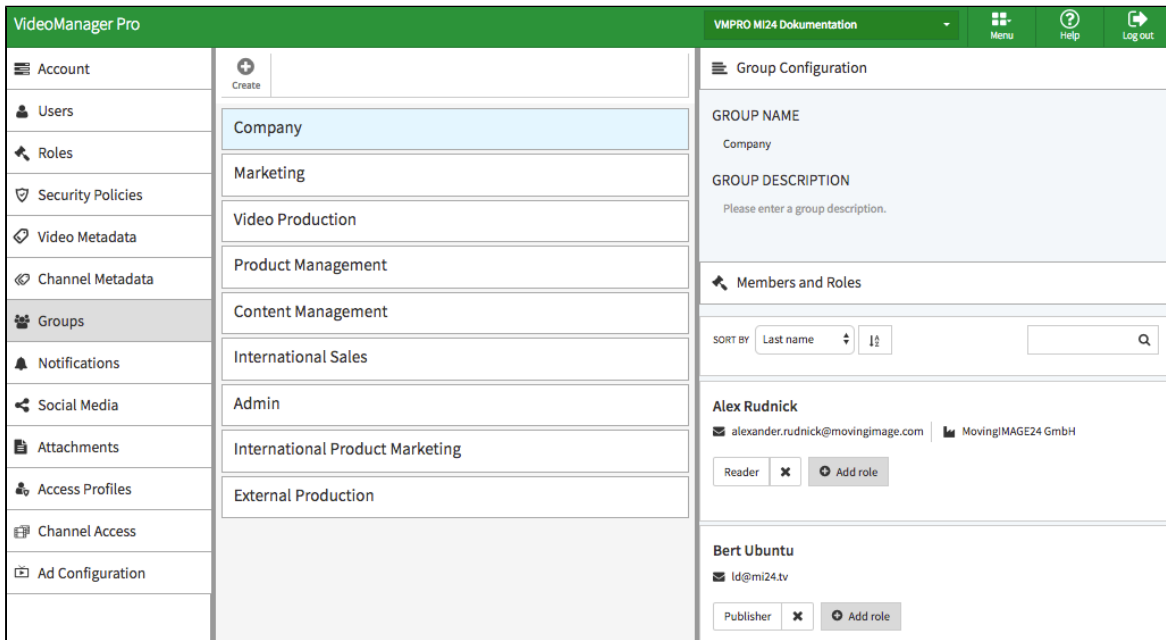 VideoManager Pro
VMPRO MI24 Dokumentation
Menu
Help
Log out
Account
Users
Roles
Security Policies
Video Metadata
Channel Metadata
Groups
Notifications
Social Media
Attachments
Access Profiles
Channel Access
Ad Configuration
Create
Company
Marketing
Video Production
Product Management
Content Management
International Sales
Admin
International Product Marketing
External Production
Group Configuration
GROUP NAME
Company
GROUP DESCRIPTION
Please enter a group description.
Members and Roles
SORT BY Last name
Alex Rudnick
alexander.rudnick@movingimage.com MovingIMAGE24 GmbH
Reader Add role
Bert Ubuntu
ld@mi24.tv
Publisher Add role